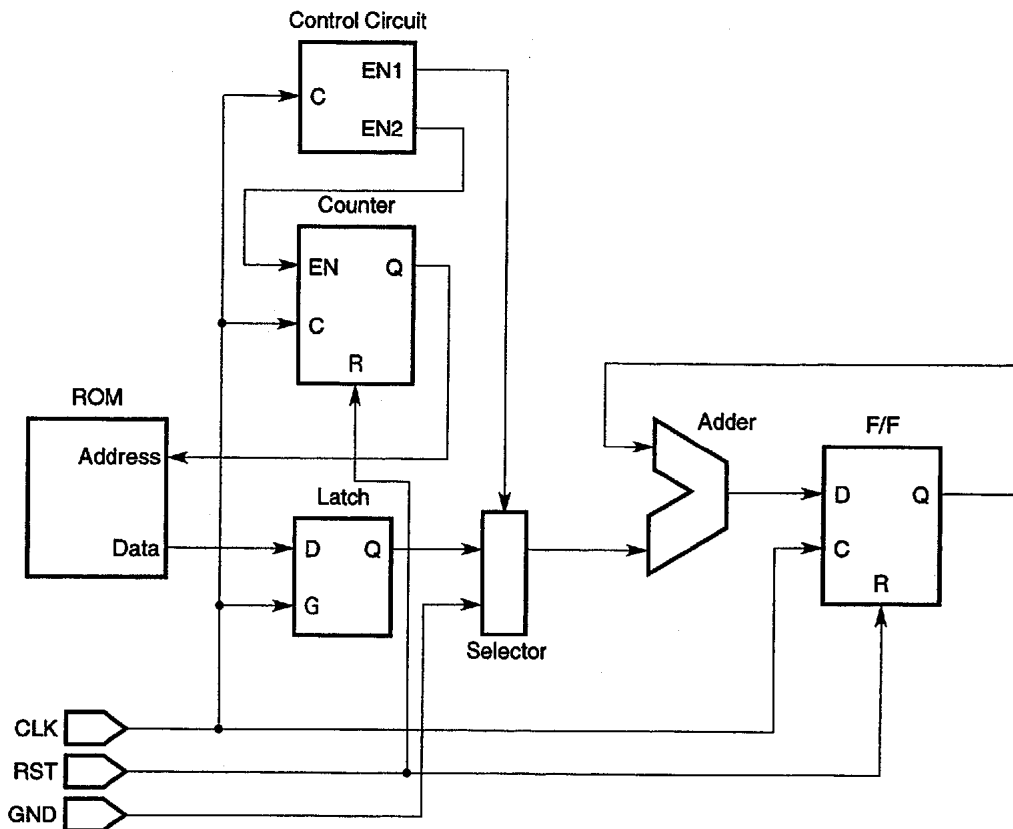 Control Circuit
EN1
C
EN2
Counter
EN
Q
C
R
ROM
Address
Data
Latch
D
Q
G
Selector
Adder
F/F
D
Q
C
R
CLK
RST
GND